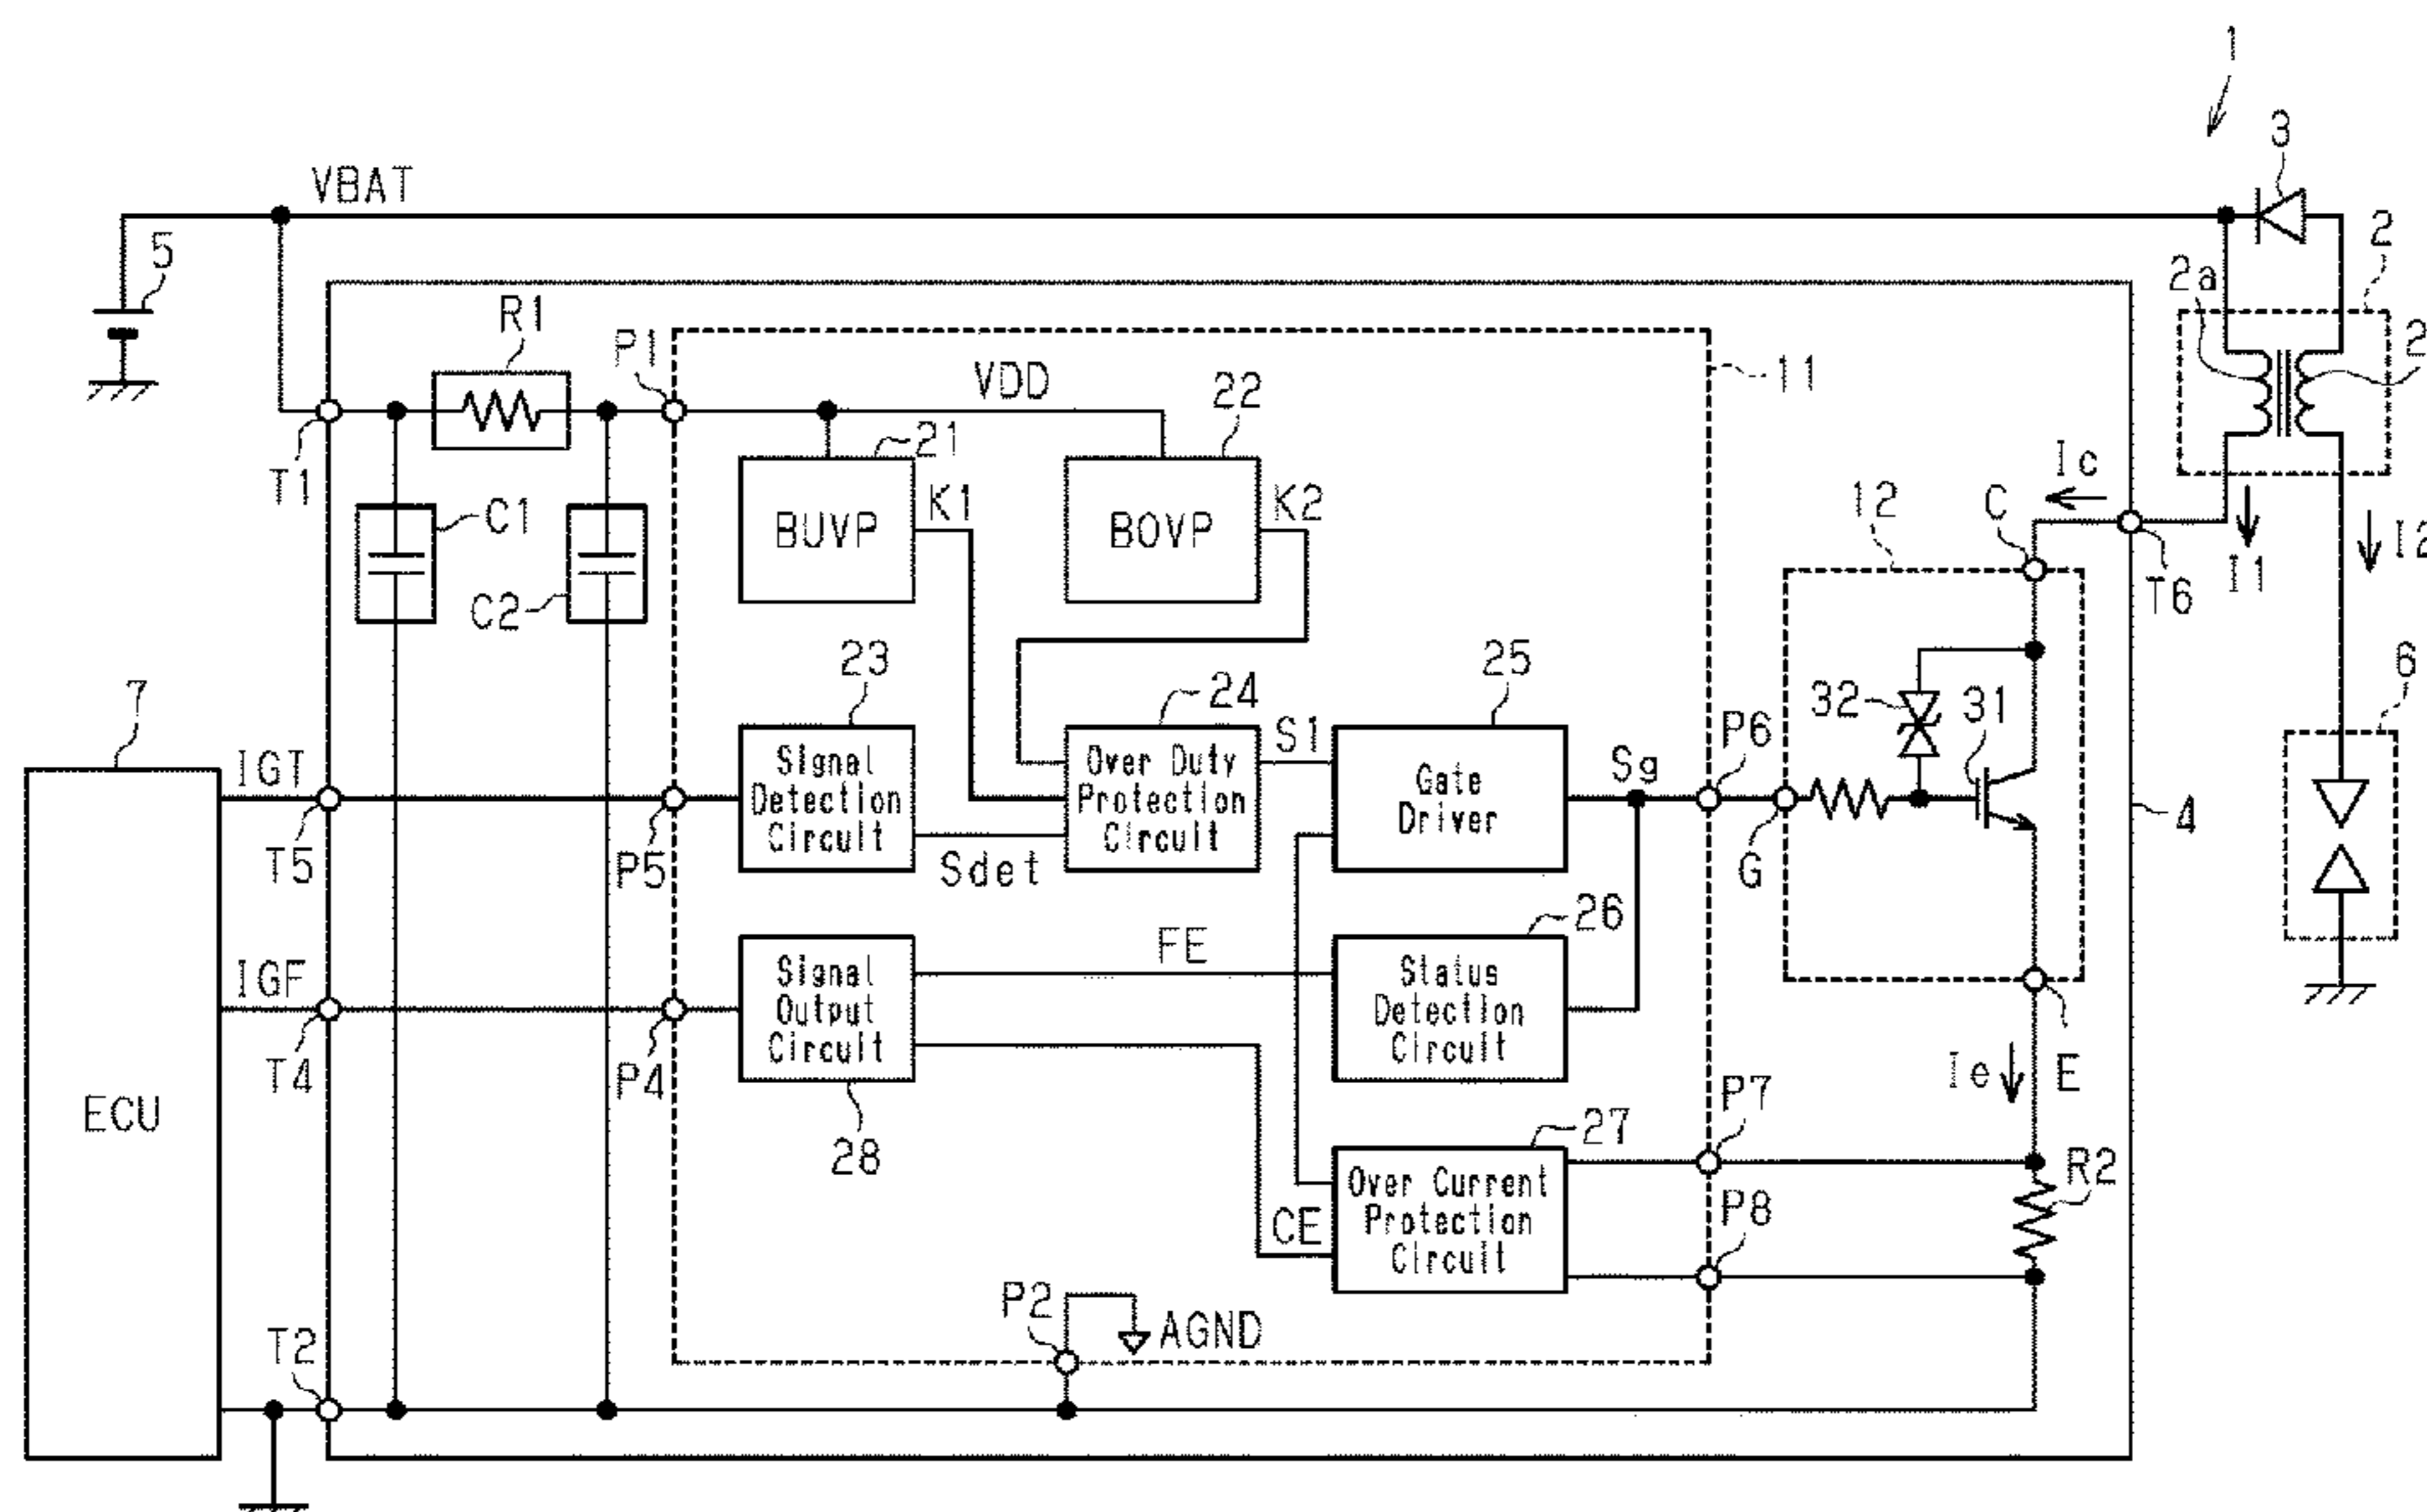 1
VBAT
3
5
2
2a
R1
P1
VDD
22
11
2
21
T1
C1
K1
K2
Ic
BUVP
BOVP
12
C
C2
T6
I1
I2
23
25
6
7
24
32
31
P6
IGT
S1
Sg
Signal
Detection
Circuit
Over Duty
Protection
Circuit
Gate
Driver
4
T5
P5
Sdet
G
26
FE
IGF
Signal
Output
Circuit
Status
Detection
Circuit
T4
P4
Ie
E
P7
ECU
28
27
R2
Over Current
Protection
Circuit
P8
CE
P2
AGND
T2